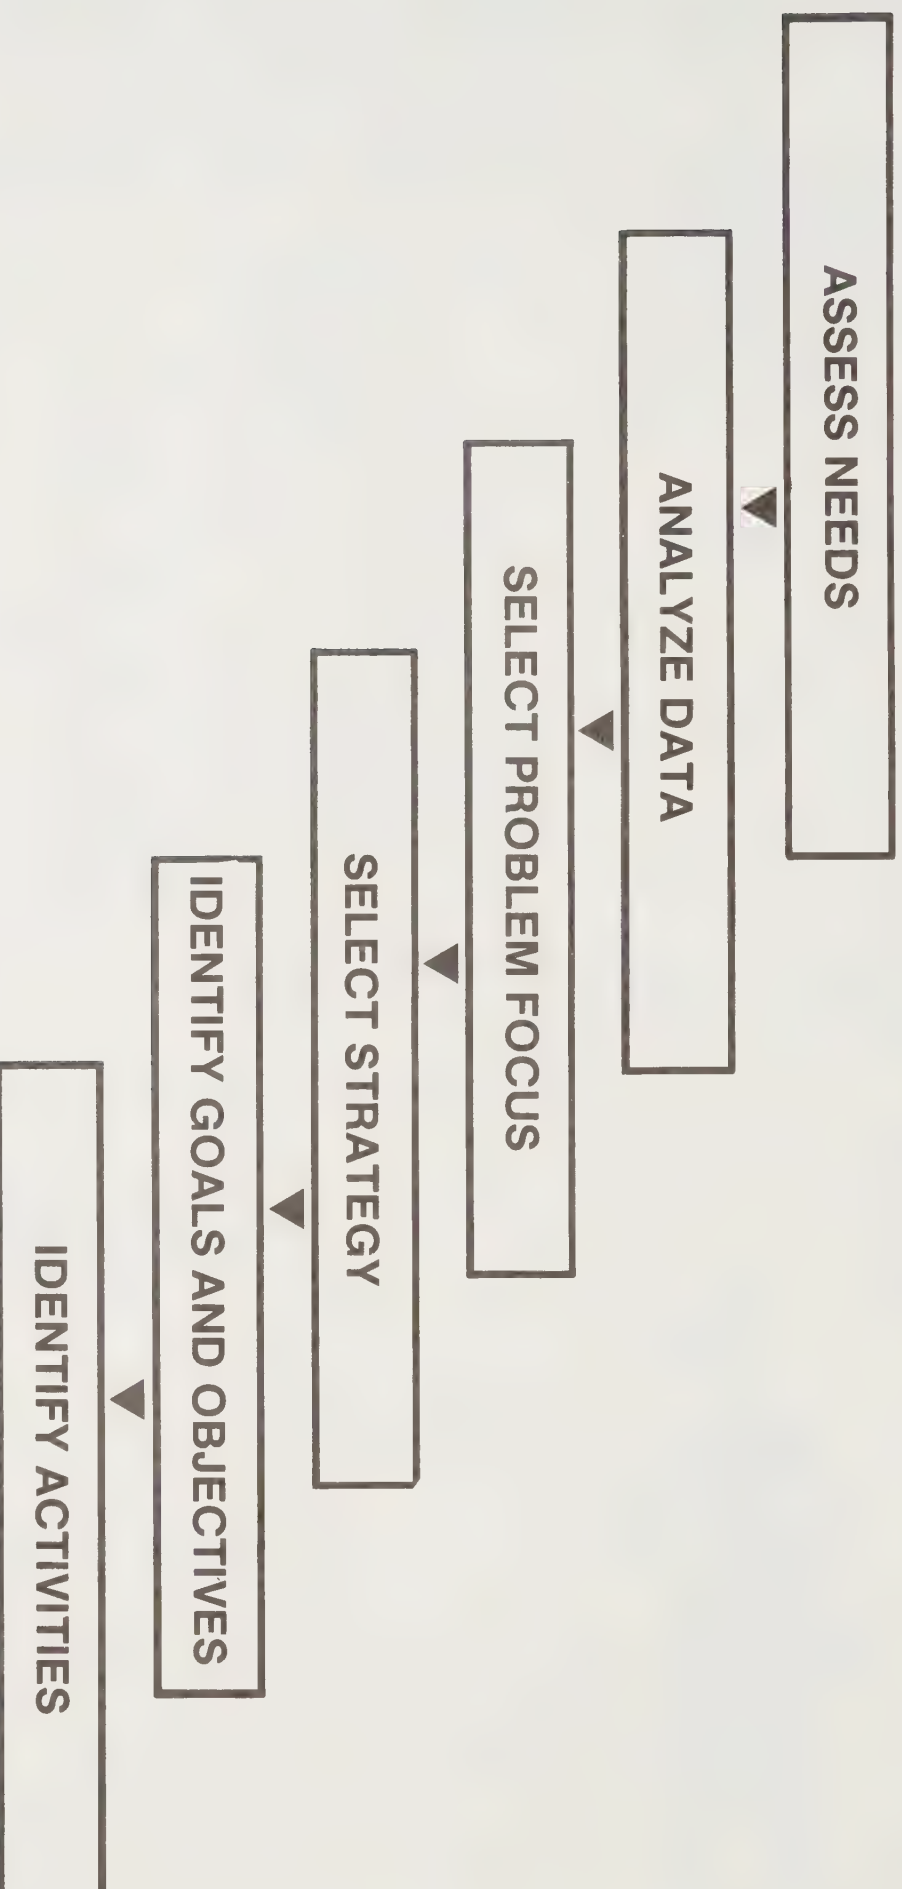 ASSESS NEEDS
ANALYZE DATA
SELECT PROBLEM FOCUS
SELECT STRATEGY
IDENTIFY GOALS AND OBJECTIVES
IDENTIFY ACTIVITIES